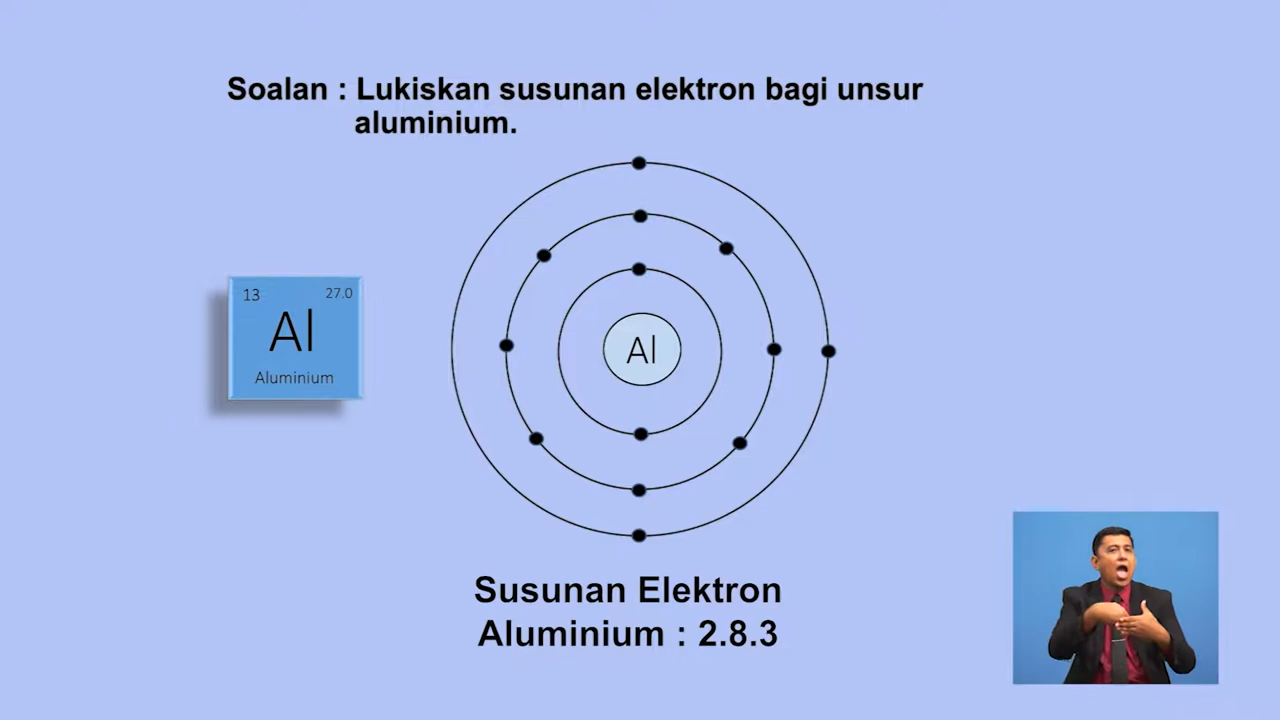 Soalan : Lukiskan susunan elektron bagi unsur
aluminium.
13
27.0
Al
Aluminium
Al
Susunan Elektron
Aluminium : 2.8.3